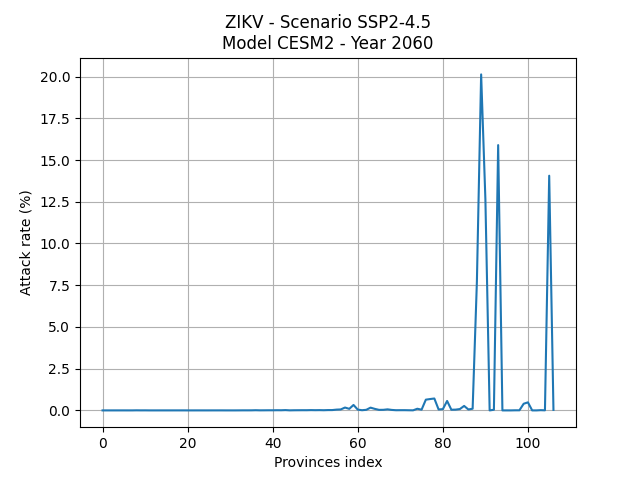 ZIKV - Scenario SSP2-4.5
Model CESM2 - Year 2060
Attack rate (%)
20.0
17.5
15.0
12.5
10.0
7.5
5.0
2.5
0.0
0 20 40 60 80 100
Provinces index